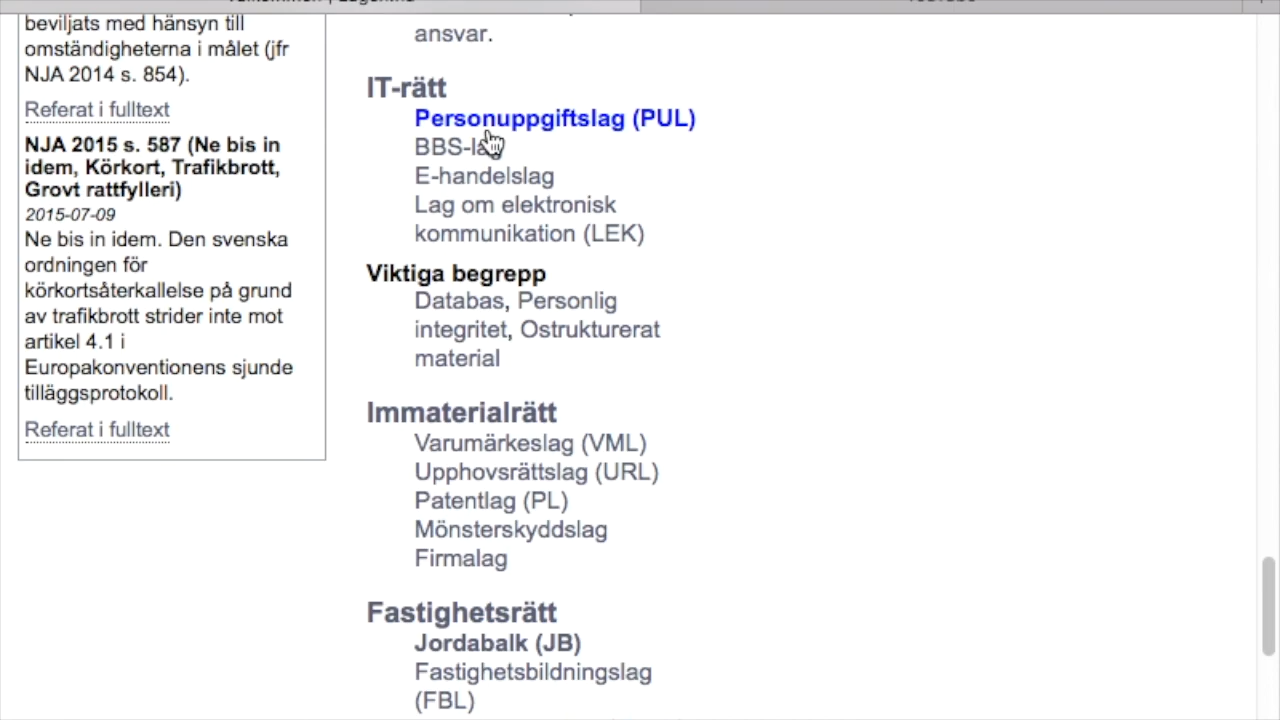 beviljats med hänsyn till
omständigheterna i målet (jfr
NJA 2014 s. 854).
Referat i fulltext
NJA 2015 s. 587 (Ne bis in
idem, Körkort, Trafikbrott,
Grovt rattfylleri)
2015-07-09
Ne bis in idem. Den svenska
ordningen för
körkortsåterkallelse på grund
av trafikbrott strider inte mot
artikel 4.1 i
Europakonventionens sjunde
tilläggsprotokoll.
Referat i fulltext
ansvar.
IT-rätt
Personuppgiftslag (PUL)
BBS-lag
E-handelslag
Lag om elektronisk
kommunikation (LEK)
Viktiga begrepp
Databas, Personlig
integritet, Ostrukturerat
material
Immaterialrätt
Varumärkeslag (VML)
Upphovsrättslag (URL)
Patentlag (PL)
Mönsterskyddslag
Firmalag
Fastighetsrätt
Jordabalk (JB)
Fastighetsbildningslag
(FBL)